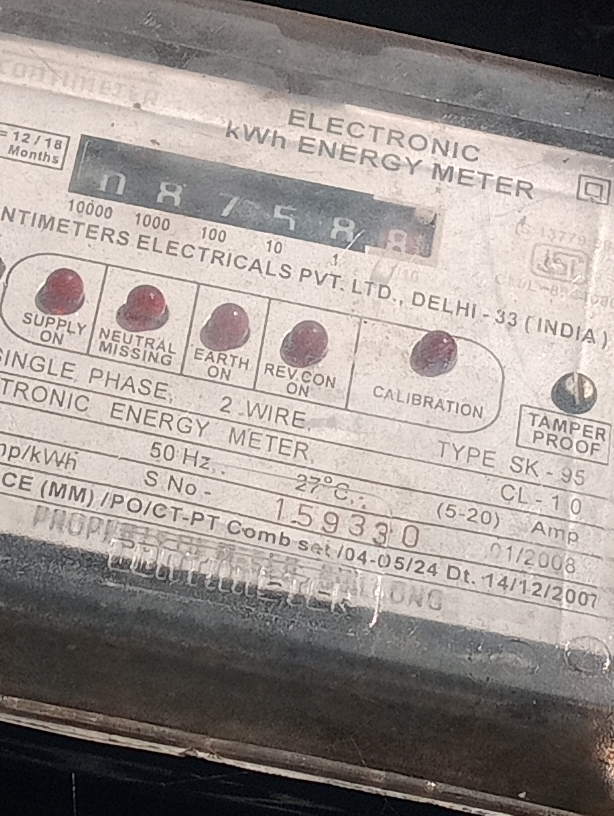 CONTIMETER
ELECTRONIC
kWh ENERGY METER
= 12/18
Months
0 8 7 5 8 8
10000 1000 100 10 1 1/10
NTIMETERS ELECTRICALS PVT. LTD., DELHI - 33 (INDIA)
SUPPLY
ON
NEUTRAL
MISSING
EARTH
ON
REV.CON
ON
CALIBRATION
TAMPER
PROOF
SINGLE PHASE, 2 WIRE
TRONIC ENERGY METER
TYPE SK - 95
CL - 1.0
mp/kWh 50 Hz.. 27°C.. (5-20) Amp
S No - 159330 01/2008
CE (MM) /PO/CT-PT Comb set /04-05/24 Dt. 14/12/2007